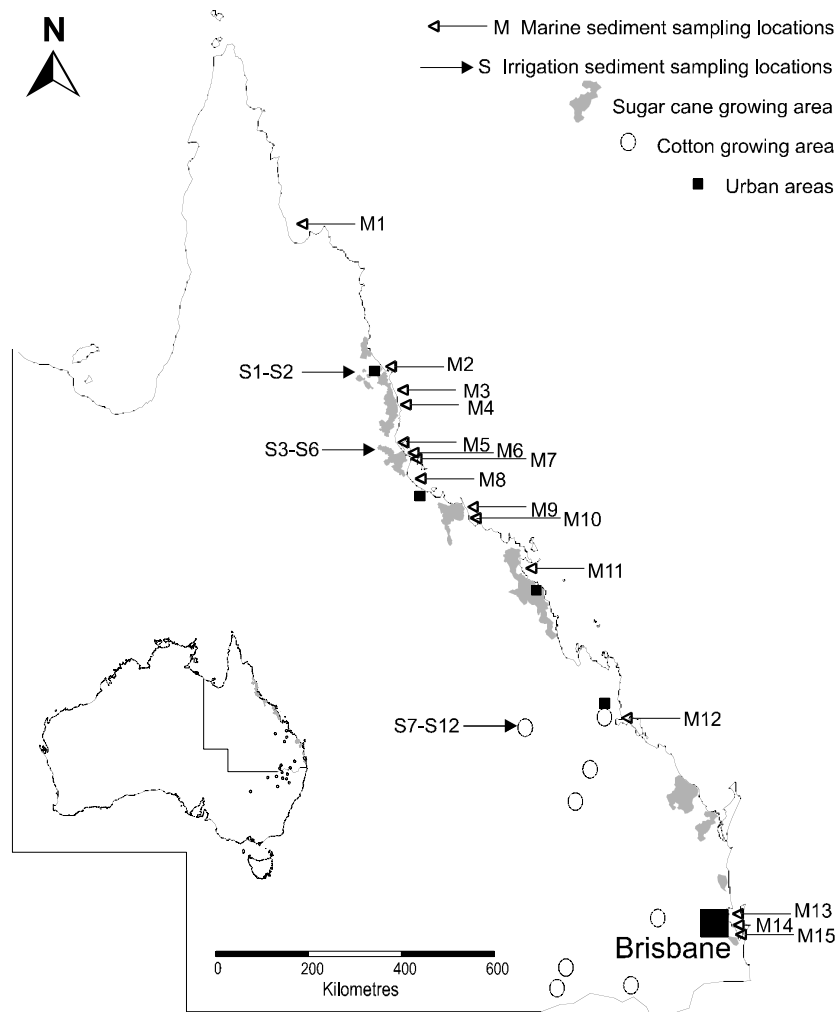 N
M Marine sediment sampling locations
S Irrigation sediment sampling locations
Sugar cane growing area
Cotton growing area
Urban areas
M1
M2
S1-S2
M3
M4
M5
M6
S3-S6
M7
M8
M9
M10
M11
S7-S12
M12
M13
M14
M15
Brisbane
0 200 400 600
Kilometres